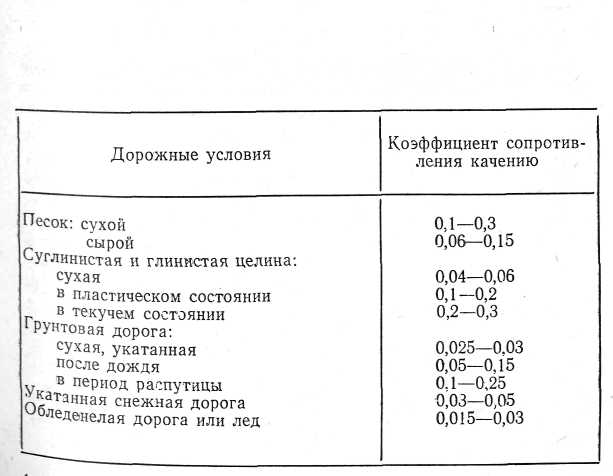 Дорожные условия
Коэффициент сопротив-
ления качению
Песок: сухой 0,1—0,3
сырой 0,06—0,15
Суглинистая и глинистая целина:
сухая 0,04—0,06
в пластическом состоянии 0,1—0,2
в текучем состоянии 0,2—0,3
Грунтовая дорога:
сухая, укатанная 0,025—0,03
после дождя 0,05—0,15
в период распутицы 0,1—0,25
Укатанная снежная дорога 0,03—0,05
Обледенелая дорога или лед 0,015—0,03